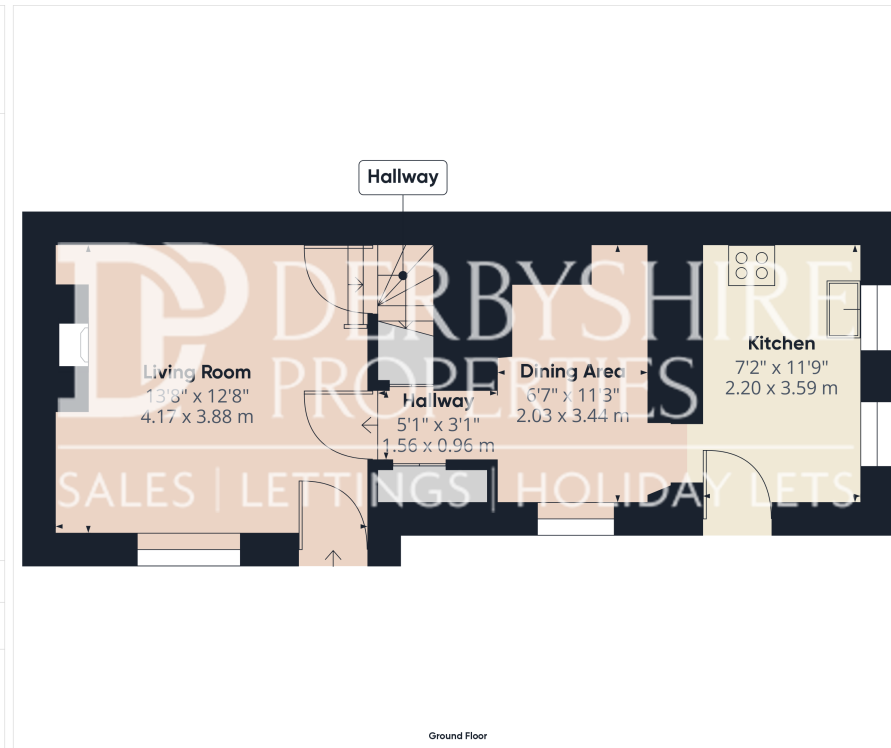 Hallway
DERBYSHIRE
PROPERTIES
SALES | LETTINGS | HOLIDAY LETS
Living Room
13'8" x 12'8"
4.17 x 3.88 m
Hallway
5'1" x 3'1"
1.56 x 0.96 m
Dining Area
6'7" x 11'3"
2.03 x 3.44 m
Kitchen
7'2" x 11'9"
2.20 x 3.59 m
Ground Floor